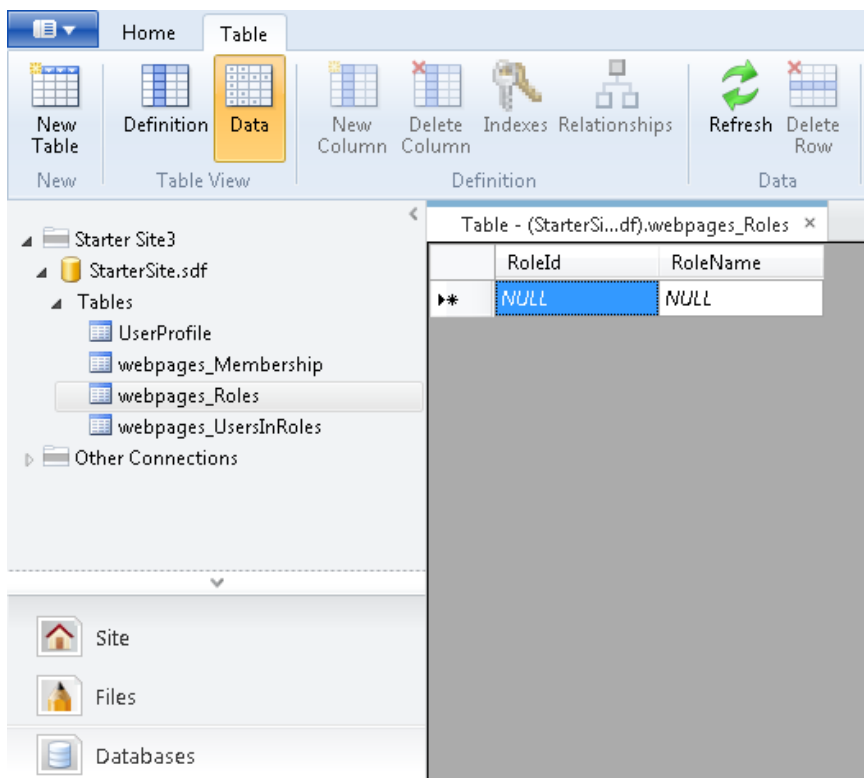 Home Table
New Table
Definition
Data
New Column
Delete Column
Indexes
Relationships
Refresh
Delete Row
New
Table View
Definition
Data
Starter Site3
StarterSite.sdf
Tables
UserProfile
webpages_Membership
webpages_Roles
webpages_UsersInRoles
Other Connections
Site
Files
Databases
Table - (StarterSi...df).webpages_Roles ×
RoleId RoleName
NULL NULL